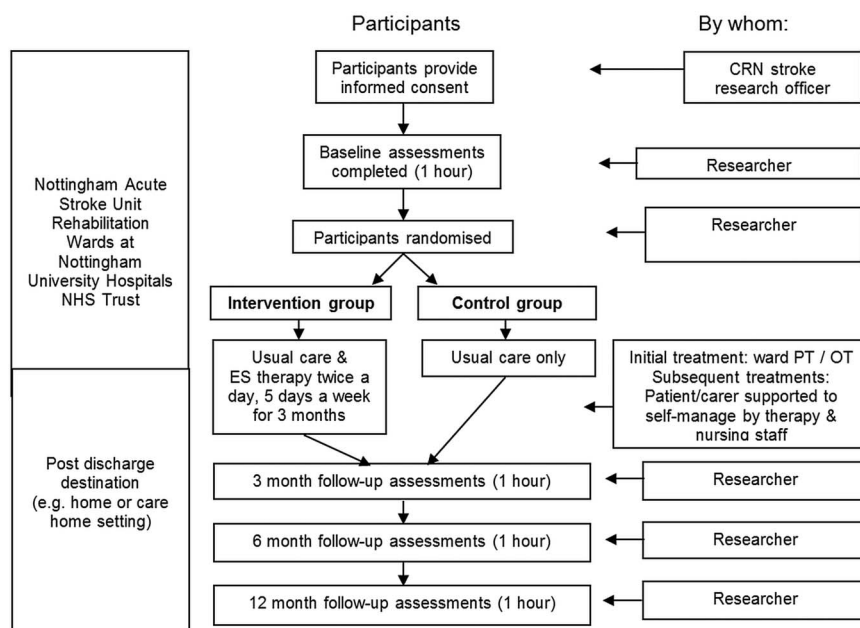 Participants
By whom:
Participants provide
informed consent
CRN stroke
research officer
Baseline assessments
completed (1 hour)
Researcher
Nottingham Acute
Stroke Unit
Rehabilitation
Wards at
Nottingham
University Hospitals
NHS Trust
Participants randomised
Researcher
Intervention group
Control group
Usual care &
ES therapy twice a
day, 5 days a week
for 3 months
Usual care only
Initial treatment: ward PT / OT
Subsequent treatments:
Patient/carer supported to
self-manage by therapy &
nursing staff
Post discharge
destination
(e.g. home or care
home setting)
3 month follow-up assessments (1 hour)
Researcher
6 month follow-up assessments (1 hour)
Researcher
12 month follow-up assessments (1 hour)
Researcher